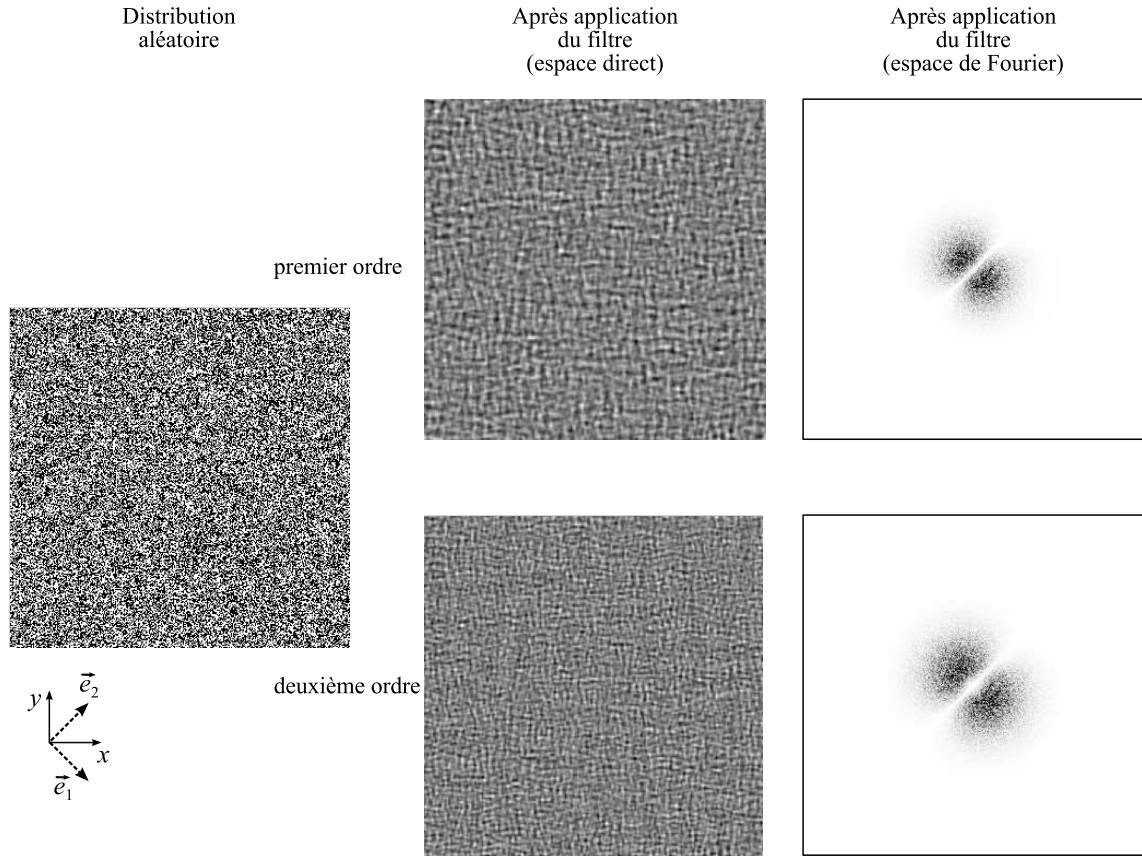 Distribution
aléatoire
Après application
du filtre
(espace direct)
Après application
du filtre
(espace de Fourier)
premier ordre
deuxième ordre
y
e⃗₂
x
e⃗₁